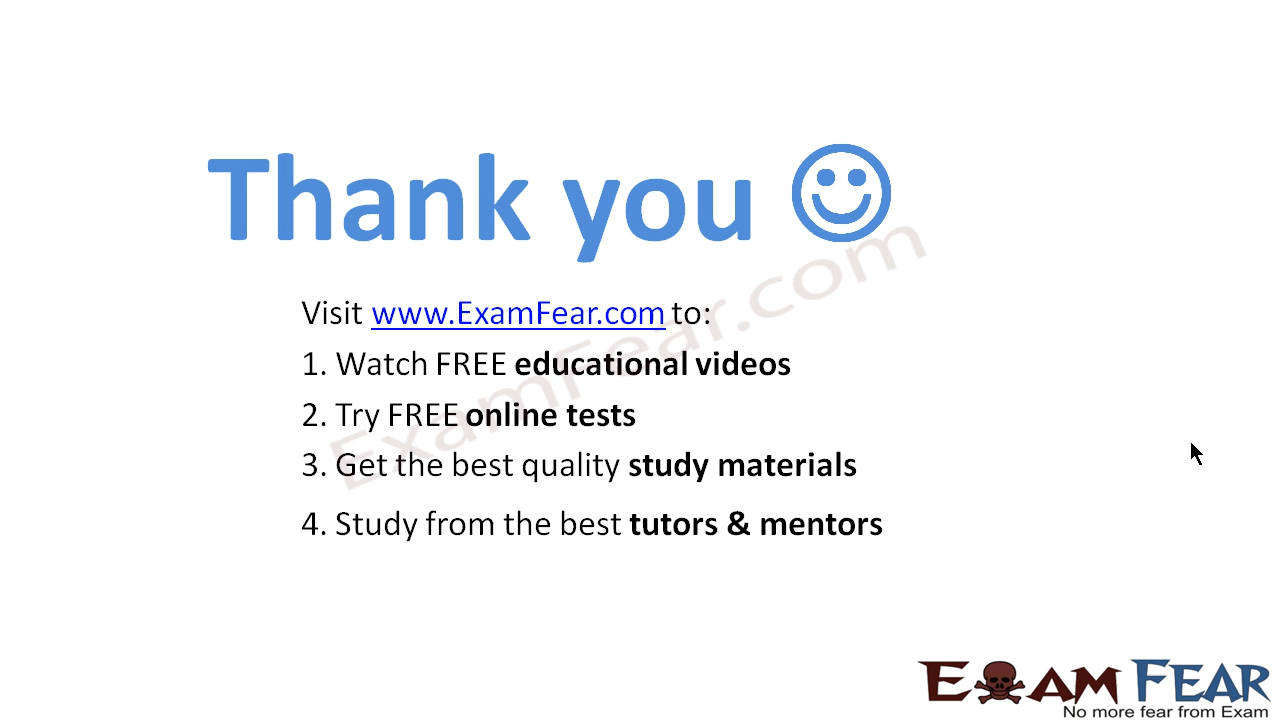 Thank you
Visit www.ExamFear.com to:
1. Watch FREE educational videos
2. Try FREE online tests
3. Get the best quality study materials
4. Study from the best tutors & mentors
ExamFear.com
EXAM FEAR
No more fear from Exam